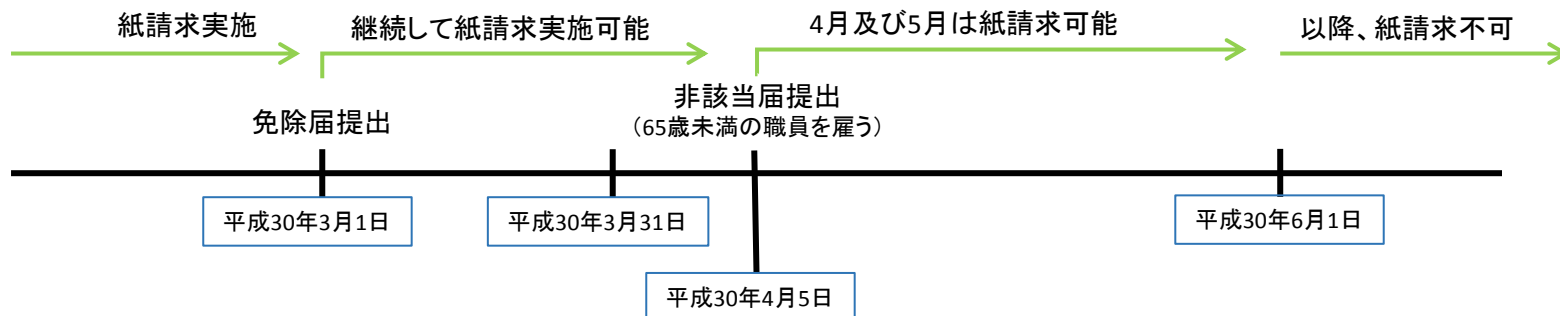 紙請求実施
継続して紙請求実施可能
4月及び5月は紙請求可能
以降、紙請求不可
免除届提出
非該当届提出
（65歳未満の職員を雇う）
平成30年3月1日
平成30年3月31日
平成30年6月1日
平成30年4月5日